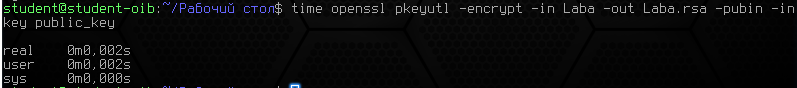 student@student-oib:~/Рабочий стол$ time openssl pkeyutl -encrypt -in Laba -out Laba.rsa -pubin -in
key public_key
real 0m0,002s
user 0m0,002s
sys 0m0,000s